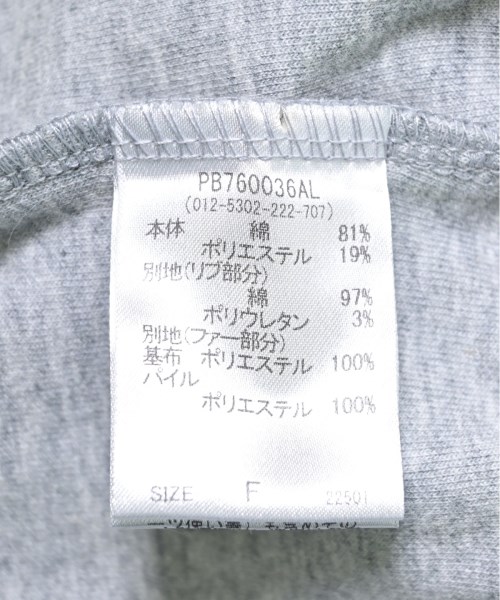 PB760036AL
(012-5302-222-707)
本体 綿 81%
ポリエステル 19%
別地(リブ部分)
綿 97%
ポリウレタン 3%
別地(ファー部分)
基布 ポリエステル 100%
パイル
ポリエステル 100%
SIZE F 22501